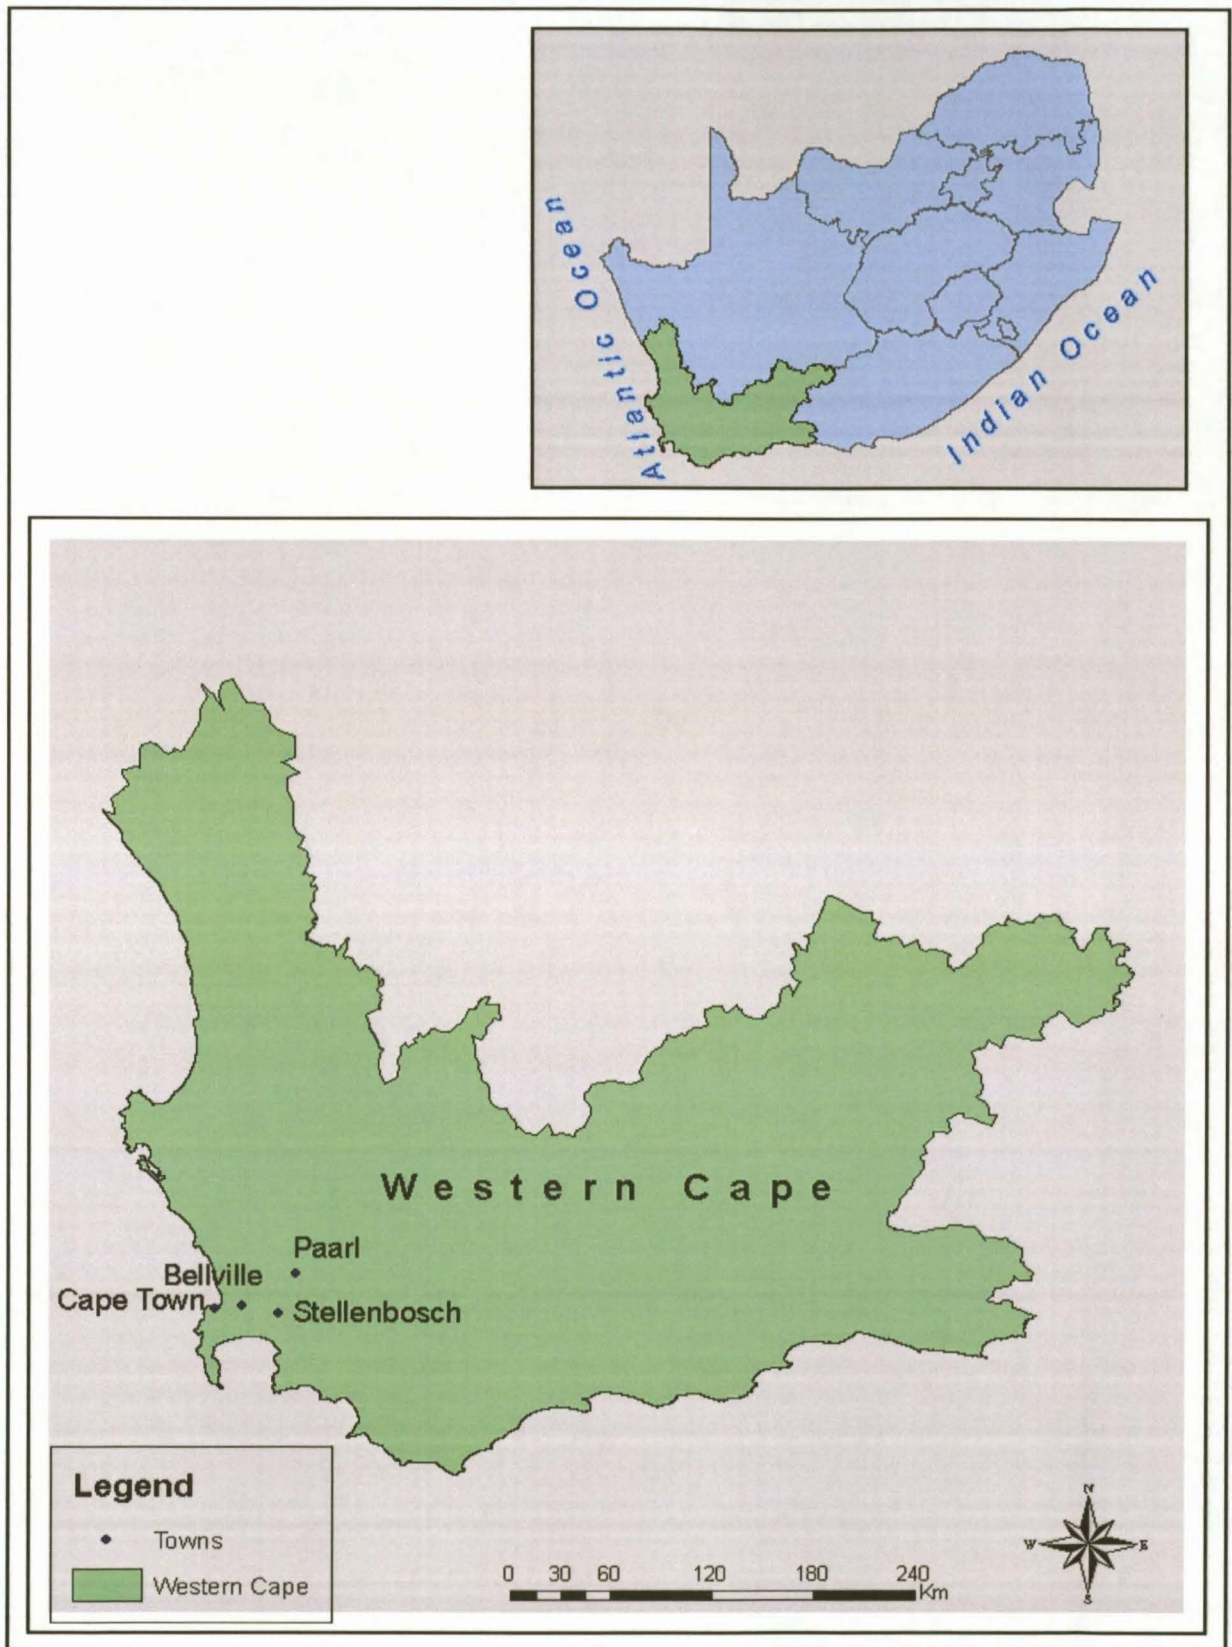 Atlantic Ocean
Indian Ocean
Western Cape
Paarl
Bellville
Cape Town
Stellenbosch
Legend
Towns
Western Cape
N
W E
S
0 30 60 120 180 240
Km